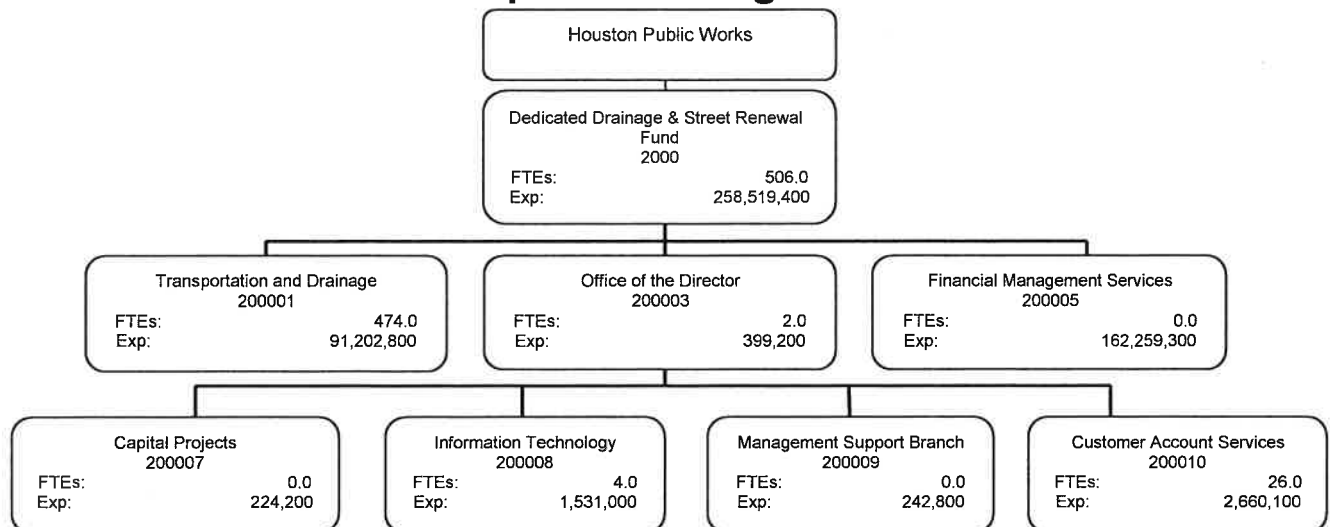 Houston Public Works
Dedicated Drainage & Street Renewal
Fund
2000
FTEs: 506.0
Exp: 258,519,400
Transportation and Drainage
200001
FTEs: 474.0
Exp: 91,202,800
Office of the Director
200003
FTEs: 2.0
Exp: 399,200
Financial Management Services
200005
FTEs: 0.0
Exp: 162,259,300
Capital Projects
200007
FTEs: 0.0
Exp: 224,200
Information Technology
200008
FTEs: 4.0
Exp: 1,531,000
Management Support Branch
200009
FTEs: 0.0
Exp: 242,800
Customer Account Services
200010
FTEs: 26.0
Exp: 2,660,100